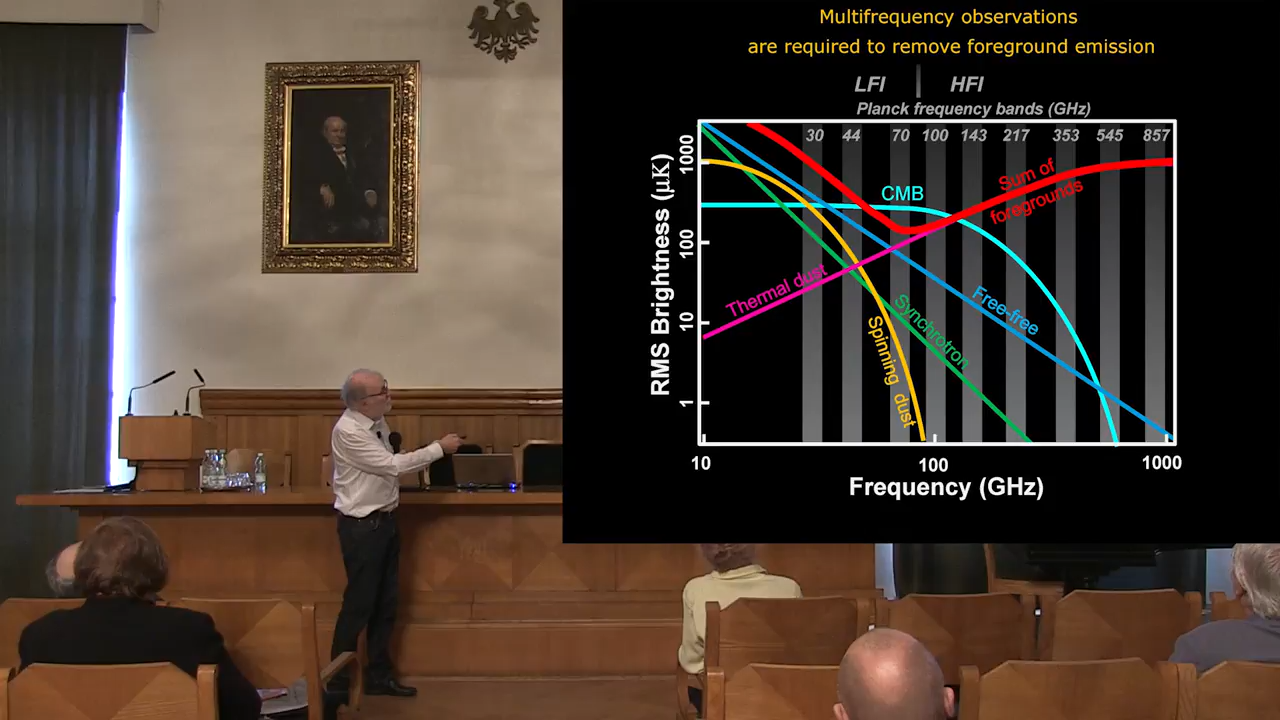 Multifrequency observations
are required to remove foreground emission
LFI HFI
Planck frequency bands (GHz)
30 44 70 100 143 217 353 545 857
1000
100
10
1
RMS Brightness (μK)
CMB
Sum of
foregrounds
Thermal dust
Free-free
Synchrotron
Spinning dust
10 100 1000
Frequency (GHz)